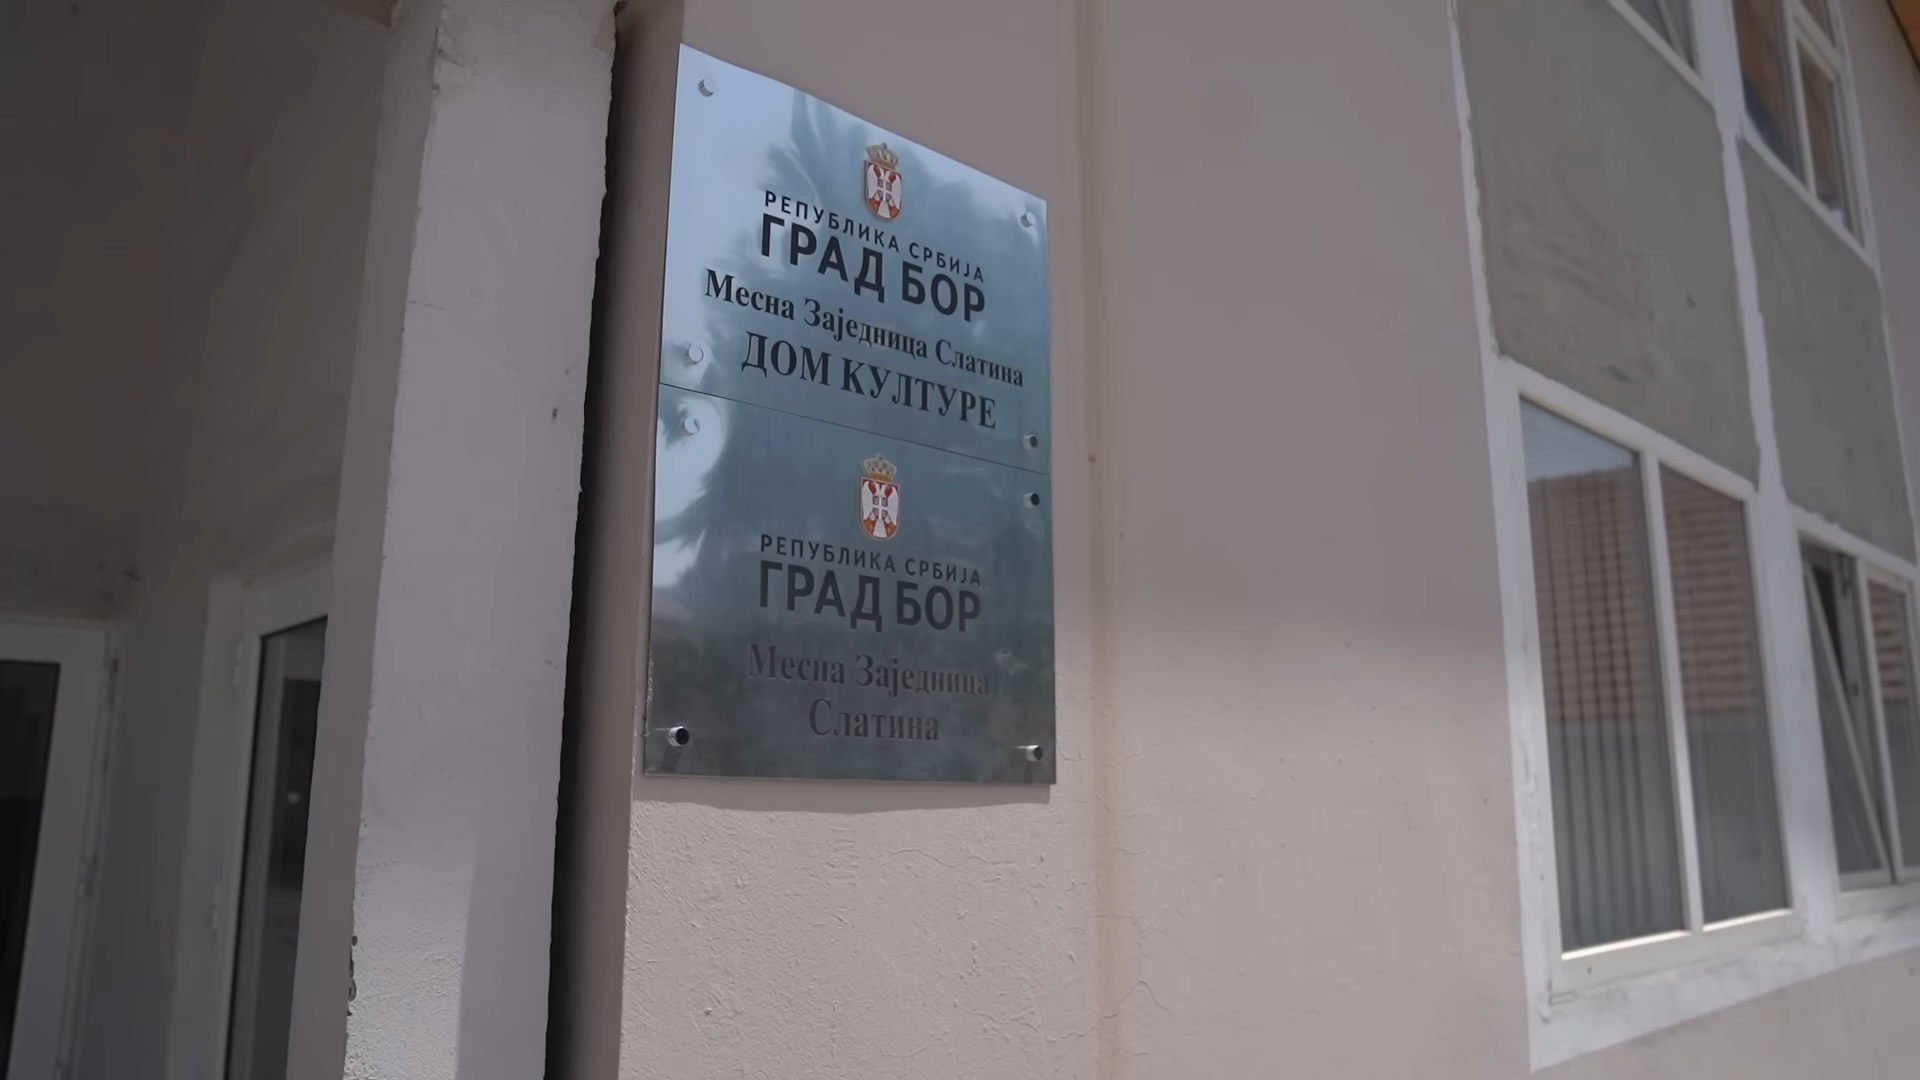 РЕПУБЛИКА СРБИЈА
ГРАД БОР
Месна Заједница Слатина
ДОМ КУЛТУРЕ
РЕПУБЛИКА СРБИЈА
ГРАД БОР
Месна Заједница
Слатина